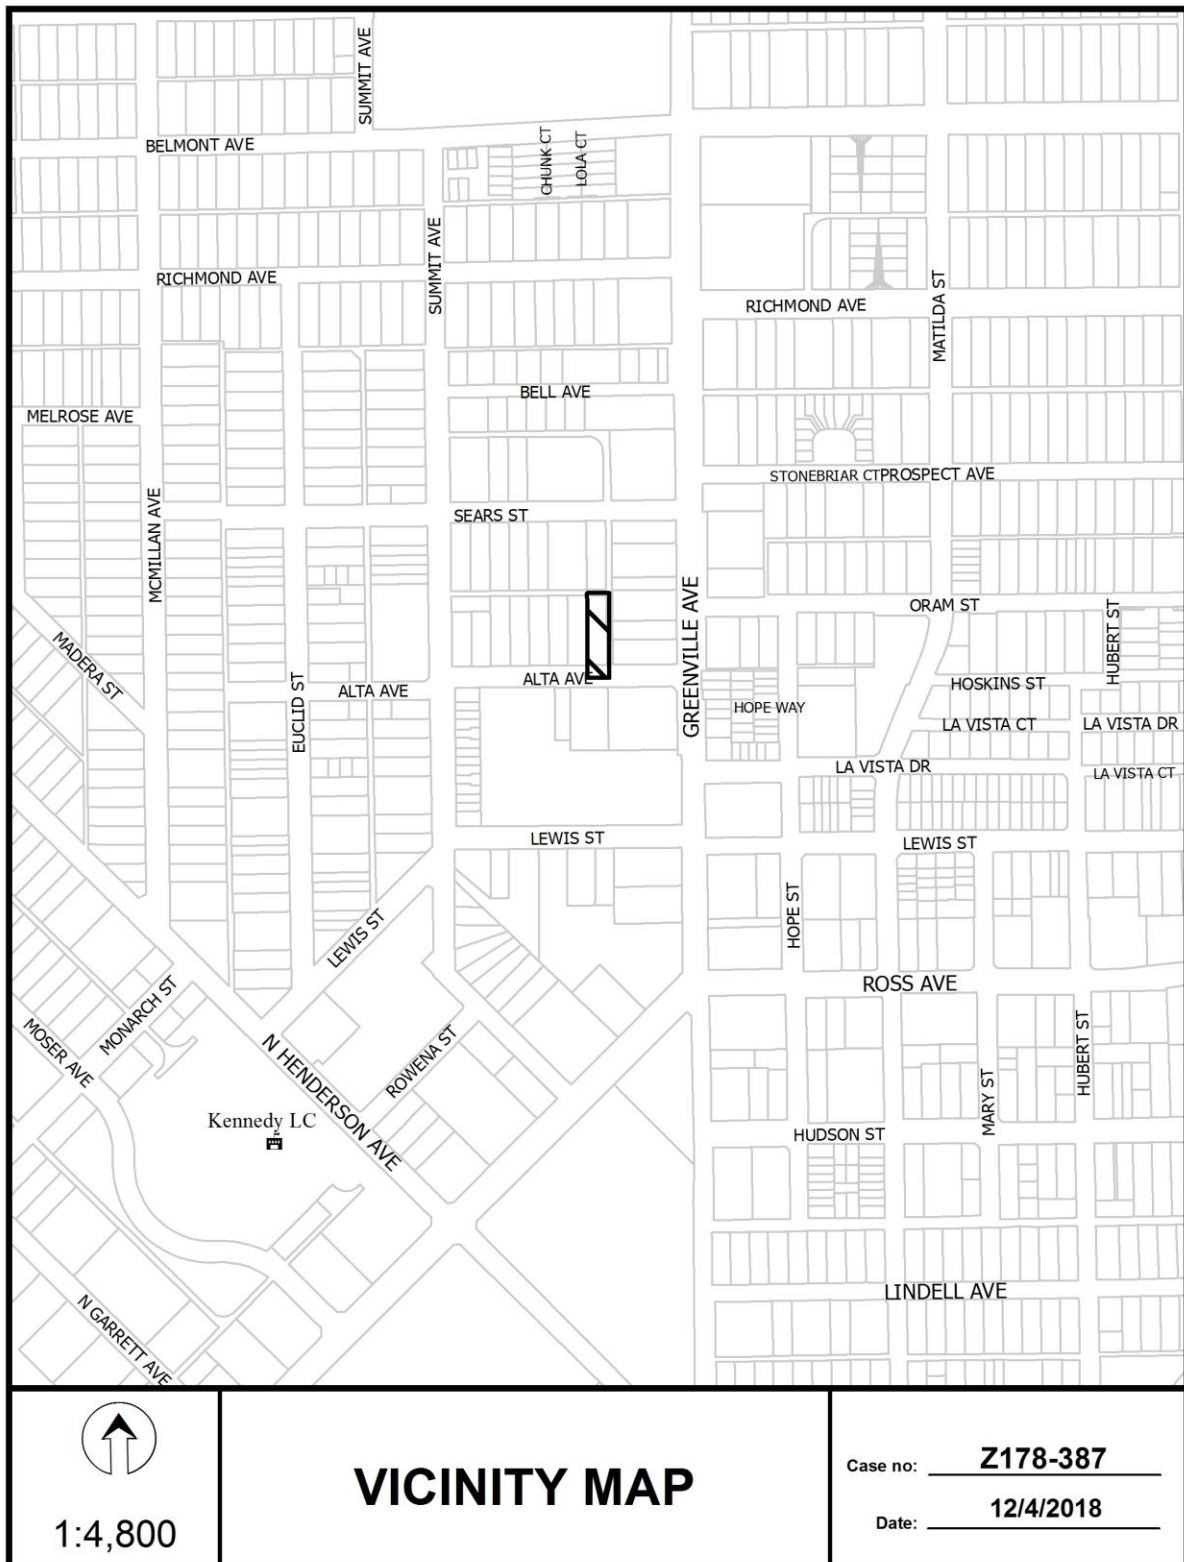 SUMMIT AVE
BELMONT AVE
CHUNK CT
LOLA CT
SUMMIT AVE
RICHMOND AVE
MATILDA ST
RICHMOND AVE
BELL AVE
MELROSE AVE
STONEBRIAR CT
PROSPECT AVE
MCMILLAN AVE
SEARS ST
GREENVILLE AVE
ORAM ST
HUBERT ST
MADERA ST
EUCLID ST
ALTA AVE
ALTA AVE
HOSKINS ST
HOPE WAY
LA VISTA CT
LA VISTA DR
LA VISTA DR
LA VISTA CT
LEWIS ST
LEWIS ST
HOPE ST
LEWIS ST
ROSS AVE
MONARCH ST
MOSER AVE
N HENDERSON AVE
ROWENA ST
HUBERT ST
MARY ST
Kennedy LC
HUDSON ST
LINDELL AVE
N GARRETT AVE
1:4,800
VICINITY MAP
Case no: Z178-387
Date: 12/4/2018